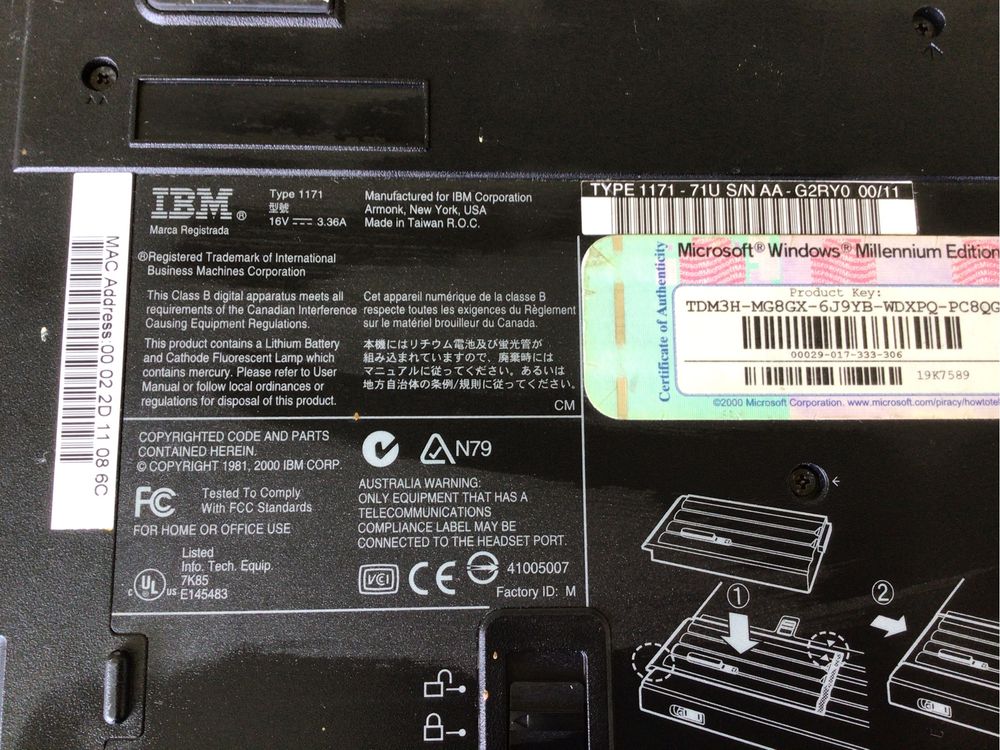 IBM®
Marca Registrada
Type 1171
型號
16V 3.36A
Manufactured for IBM Corporation
Armonk, New York, USA
Made in Taiwan R.O.C.
®Registered Trademark of International
Business Machines Corporation
This Class B digital apparatus meets all
requirements of the Canadian Interference
Causing Equipment Regulations.
Cet appareil numérique de la classe B
respecte toutes les exigences du Règlement
sur le matériel brouilleur du Canada.
This product contains a Lithium Battery
and Cathode Fluorescent Lamp which
contains mercury. Please refer to User
Manual or follow local ordinances or
regulations for disposal of this product.
本機にはリチウム電池及び蛍光管が
組み込まれていますので、廃棄時には
マニュアルに従ってください。あるいは
地方自治体の条例/規則に従ってください。
CM
COPYRIGHTED CODE AND PARTS
CONTAINED HEREIN.
© COPYRIGHT 1981, 2000 IBM CORP.
FC
Tested To Comply
With FCC Standards
FOR HOME OR OFFICE USE
Listed
Info. Tech. Equip.
7K85
E145483
c UL us
N79
AUSTRALIA WARNING:
ONLY EQUIPMENT THAT HAS A
TELECOMMUNICATIONS
COMPLIANCE LABEL MAY BE
CONNECTED TO THE HEADSET PORT.
VCI
CE
41005007
Factory ID: M
MAC Address 00 02 2D 11 08 6C
TYPE 1171 - 71U S/N AA - G2RY0 00/11
Certificate of Authenticity
Microsoft® Windows® Millennium Edition
Product Key:
TDM3H-MG8GX-6J9YB-WDXPQ-PC8QG
00029-017-333-306
19K7589
©2000 Microsoft Corporation. www.microsoft.com/piracy/howtotel
1
2